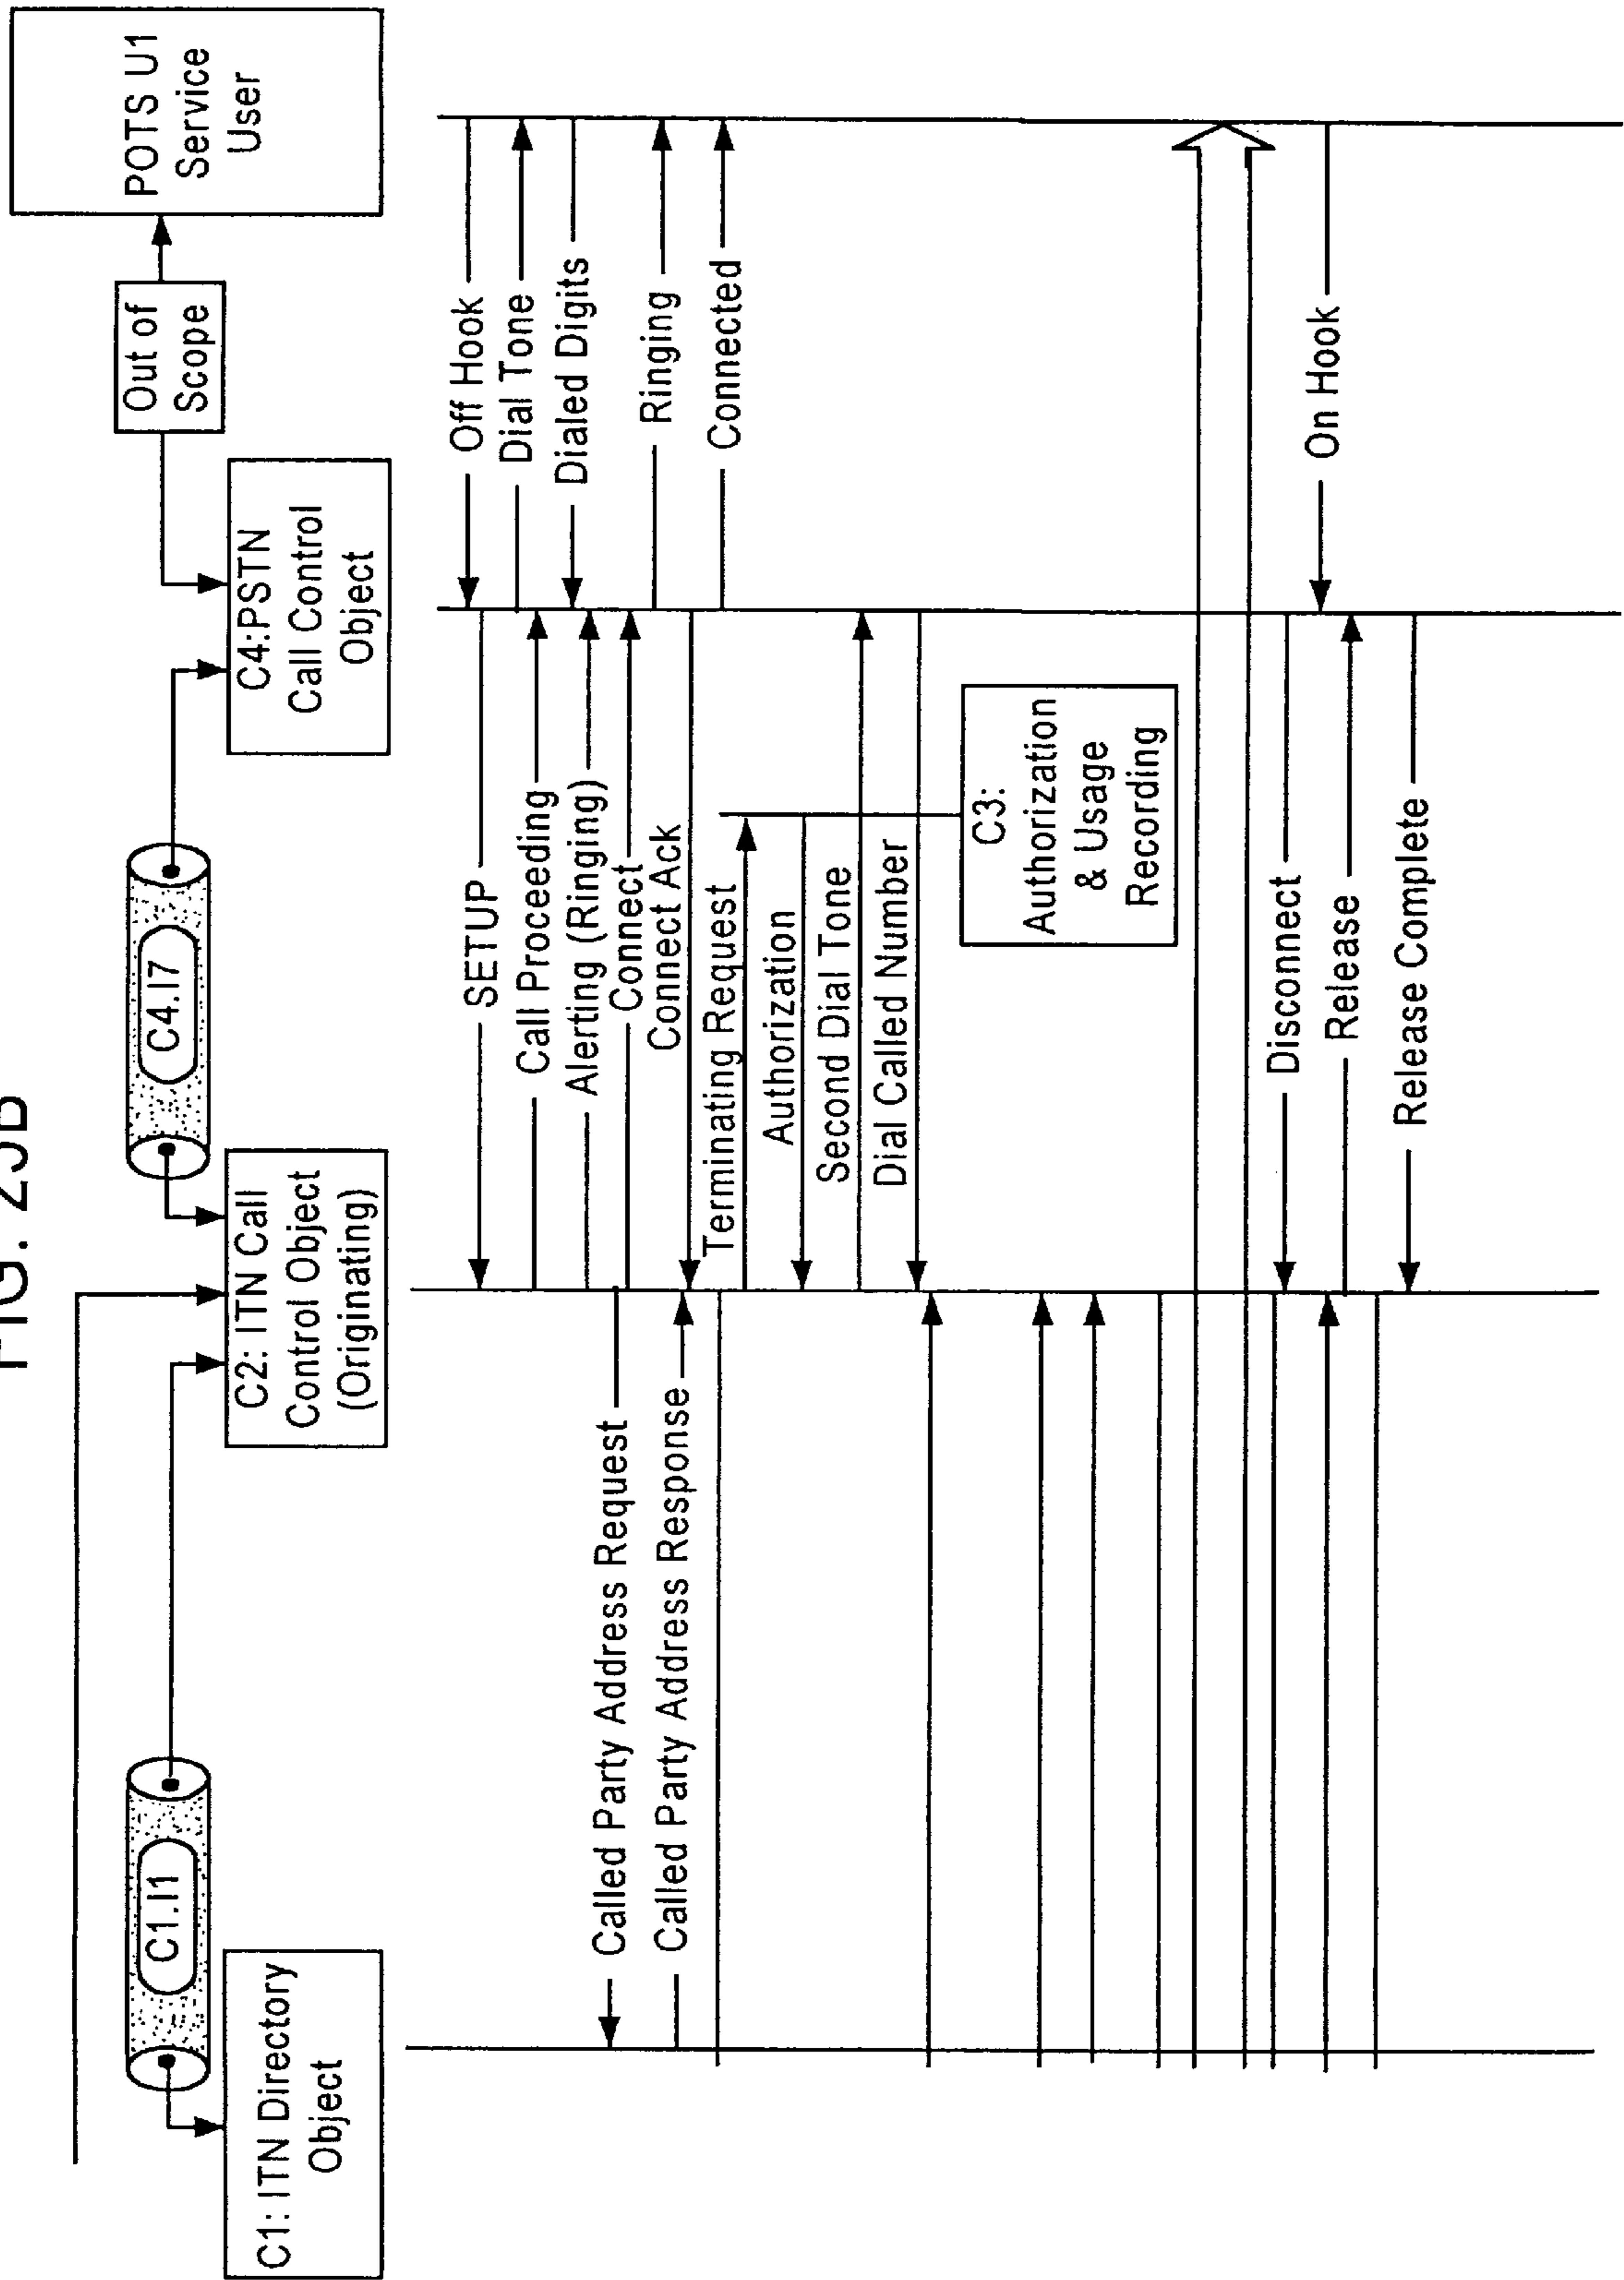 C1: ITN Directory
Object
C1.I1
C2: ITN Call
Control Object
(Originating)
C4.I7
C4:PSTN
Call Control
Object
Out of
Scope
POTS U1
Service
User
Off Hook
Dial Tone
Dialed Digits
Ringing
Connected
On Hook
SETUP
Call Proceeding
Alerting (Ringing)
Connect
Connect Ack
Terminating Request
Authorization
Second Dial Tone
Dial Called Number
C3:
Authorization
& Usage
Recording
Disconnect
Release
Release Complete
Called Party Address Request
Called Party Address Response